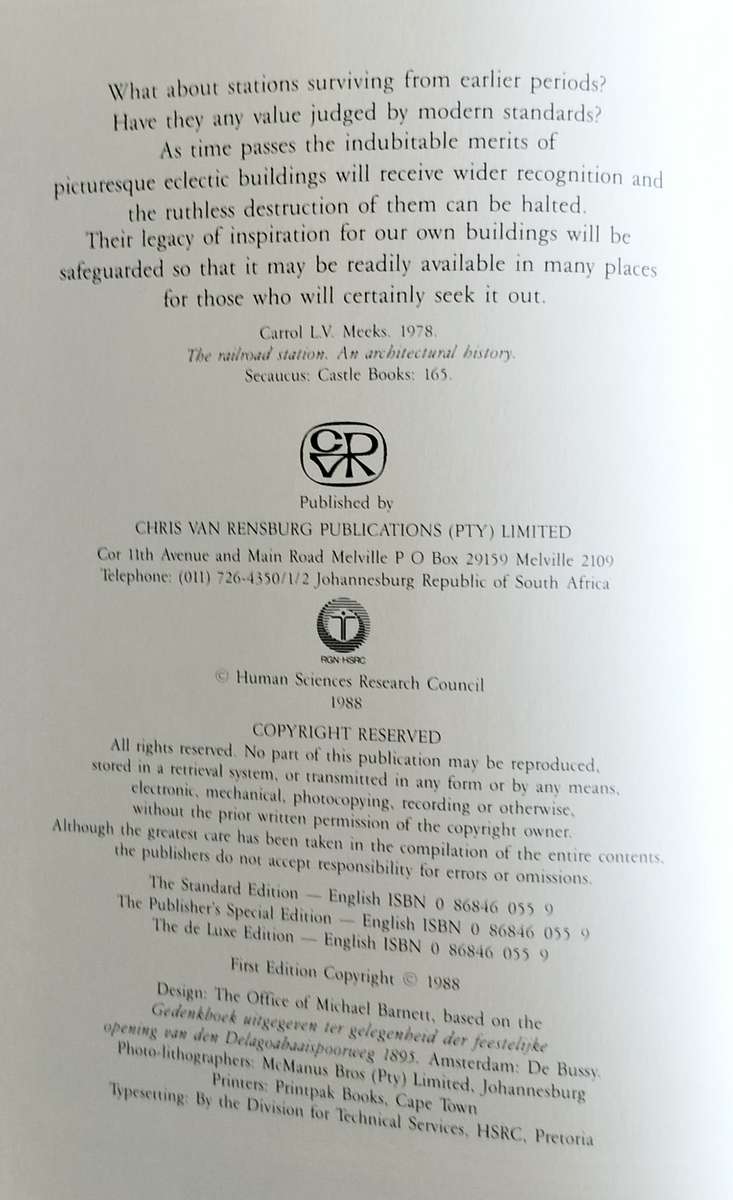 What about stations surviving from earlier periods?
Have they any value judged by modern standards?
As time passes the indubitable merits of
picturesque eclectic buildings will receive wider recognition and
the ruthless destruction of them can be halted.
Their legacy of inspiration for our own buildings will be
safeguarded so that it may be readily available in many places
for those who will certainly seek it out.
Carrol L.V. Meeks. 1978.
The railroad station. An architectural history.
Secaucus: Castle Books: 165.
CVR
Published by
CHRIS VAN RENSBURG PUBLICATIONS (PTY) LIMITED
Cor 11th Avenue and Main Road Melville P O Box 29159 Melville 2109
Telephone: (011) 726-4350/1/2 Johannesburg Republic of South Africa
RGN·HSRC
© Human Sciences Research Council
1988
COPYRIGHT RESERVED
All rights reserved. No part of this publication may be reproduced,
stored in a retrieval system, or transmitted in any form or by any means,
electronic, mechanical, photocopying, recording or otherwise,
without the prior written permission of the copyright owner.
Although the greatest care has been taken in the compilation of the entire contents,
the publishers do not accept responsibility for errors or omissions.
The Standard Edition — English ISBN 0 86846 055 9
The Publisher's Special Edition — English ISBN 0 86846 055 9
The de Luxe Edition — English ISBN 0 86846 055 9
First Edition Copyright © 1988
Design: The Office of Michael Barnett, based on the
Gedenkboek uitgegeven ter gelegenheid der feestelijke
opening van den Delagoabaaispoorweg 1895. Amsterdam: De Bussy.
Photo-lithographers: McManus Bros (Pty) Limited, Johannesburg
Printers: Printpak Books, Cape Town
Typesetting: By the Division for Technical Services, HSRC, Pretoria